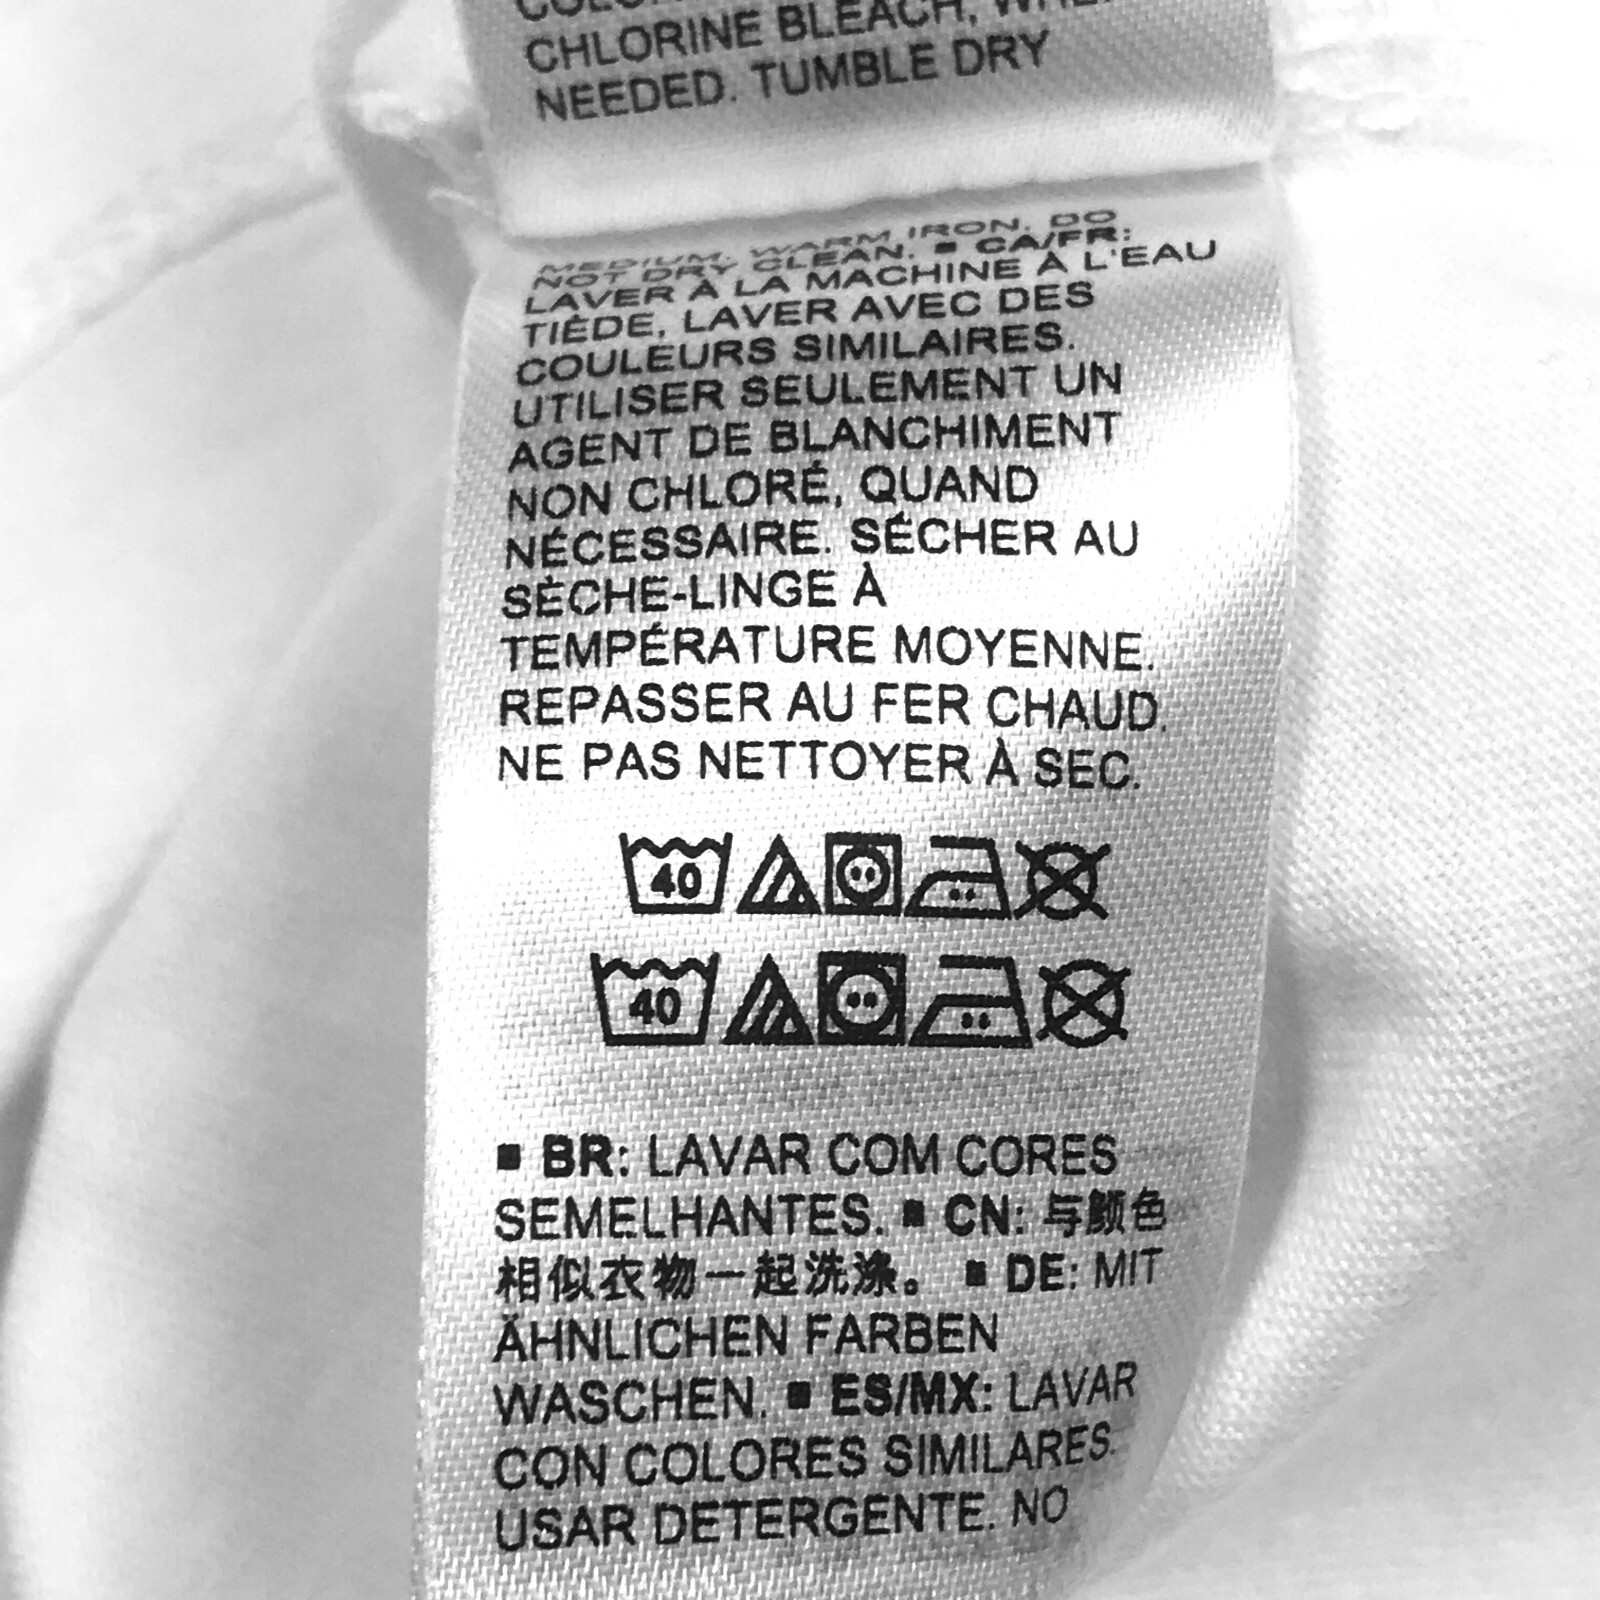 CHLORINE BLEACH,
NEEDED. TUMBLE DRY
MEDIUM. WARM IRON. DO
NOT DRY CLEAN. ■ CA/FR:
LAVER À LA MACHINE À L'EAU
TIÈDE, LAVER AVEC DES
COULEURS SIMILAIRES.
UTILISER SEULEMENT UN
AGENT DE BLANCHIMENT
NON CHLORÉ, QUAND
NÉCESSAIRE. SÉCHER AU
SÈCHE-LINGE À
TEMPÉRATURE MOYENNE.
REPASSER AU FER CHAUD.
NE PAS NETTOYER À SEC.
40
40
■ BR: LAVAR COM CORES
SEMELHANTES. ■ CN: 与颜色
相似衣物一起洗涤。 ■ DE: MIT
ÄHNLICHEN FARBEN
WASCHEN. ■ ES/MX: LAVAR
CON COLORES SIMILARES.
USAR DETERGENTE. NO